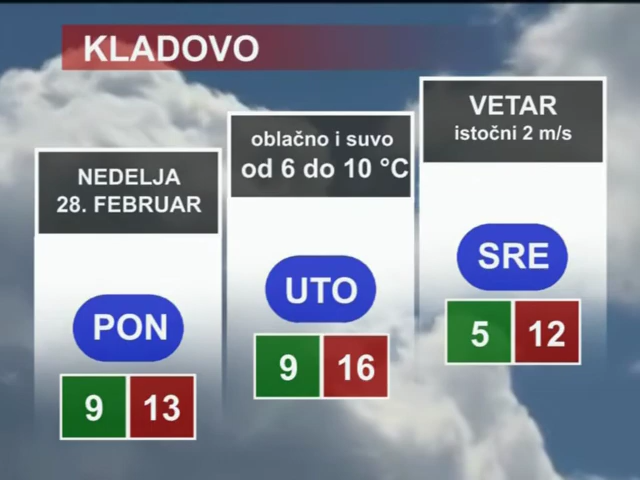 KLADOVO
NEDELJA
28. FEBRUAR
oblačno i suvo
od 6 do 10 °C
VETAR
istočni 2 m/s
PON
9 13
UTO
9 16
SRE
5 12